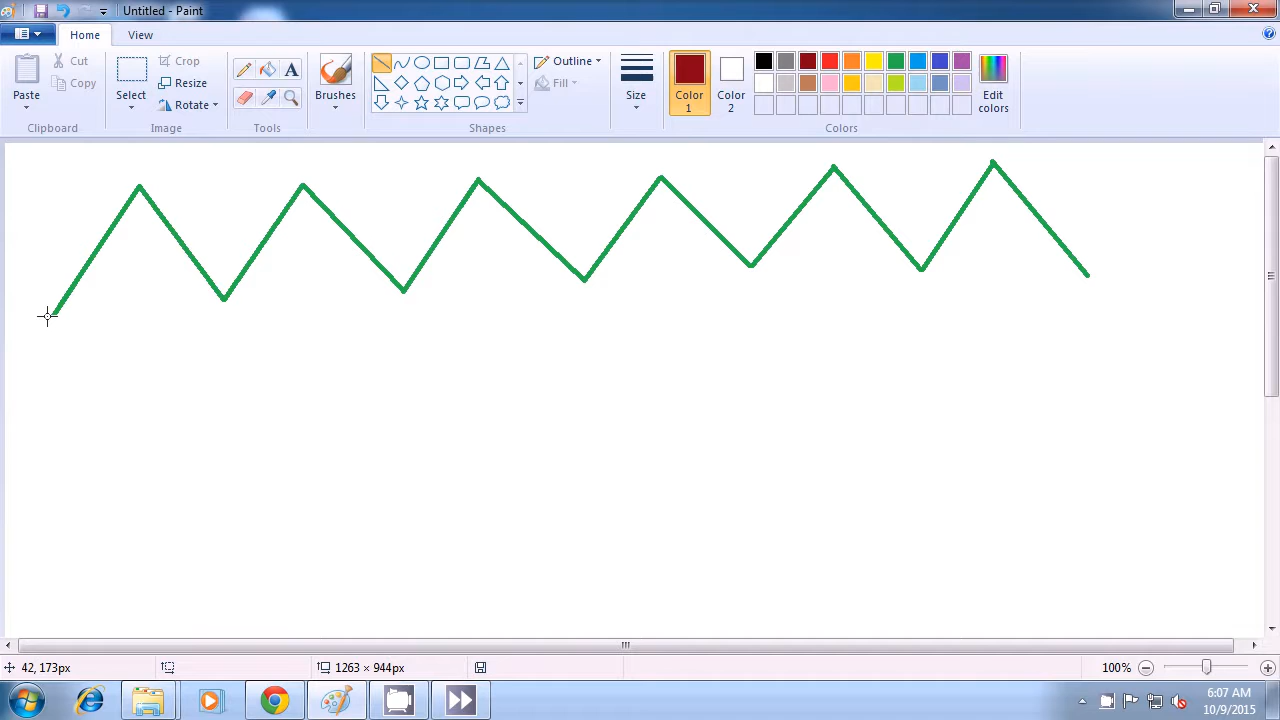 Untitled - Paint
Home
View
Paste
Cut
Copy
Clipboard
Select
Crop
Resize
Rotate
Image
A
Tools
Brushes
Shapes
Outline
Fill
Size
Color 1
Color 2
Edit colors
Colors
42, 173px
1263 × 944px
100%
6:07 AM
10/9/2015